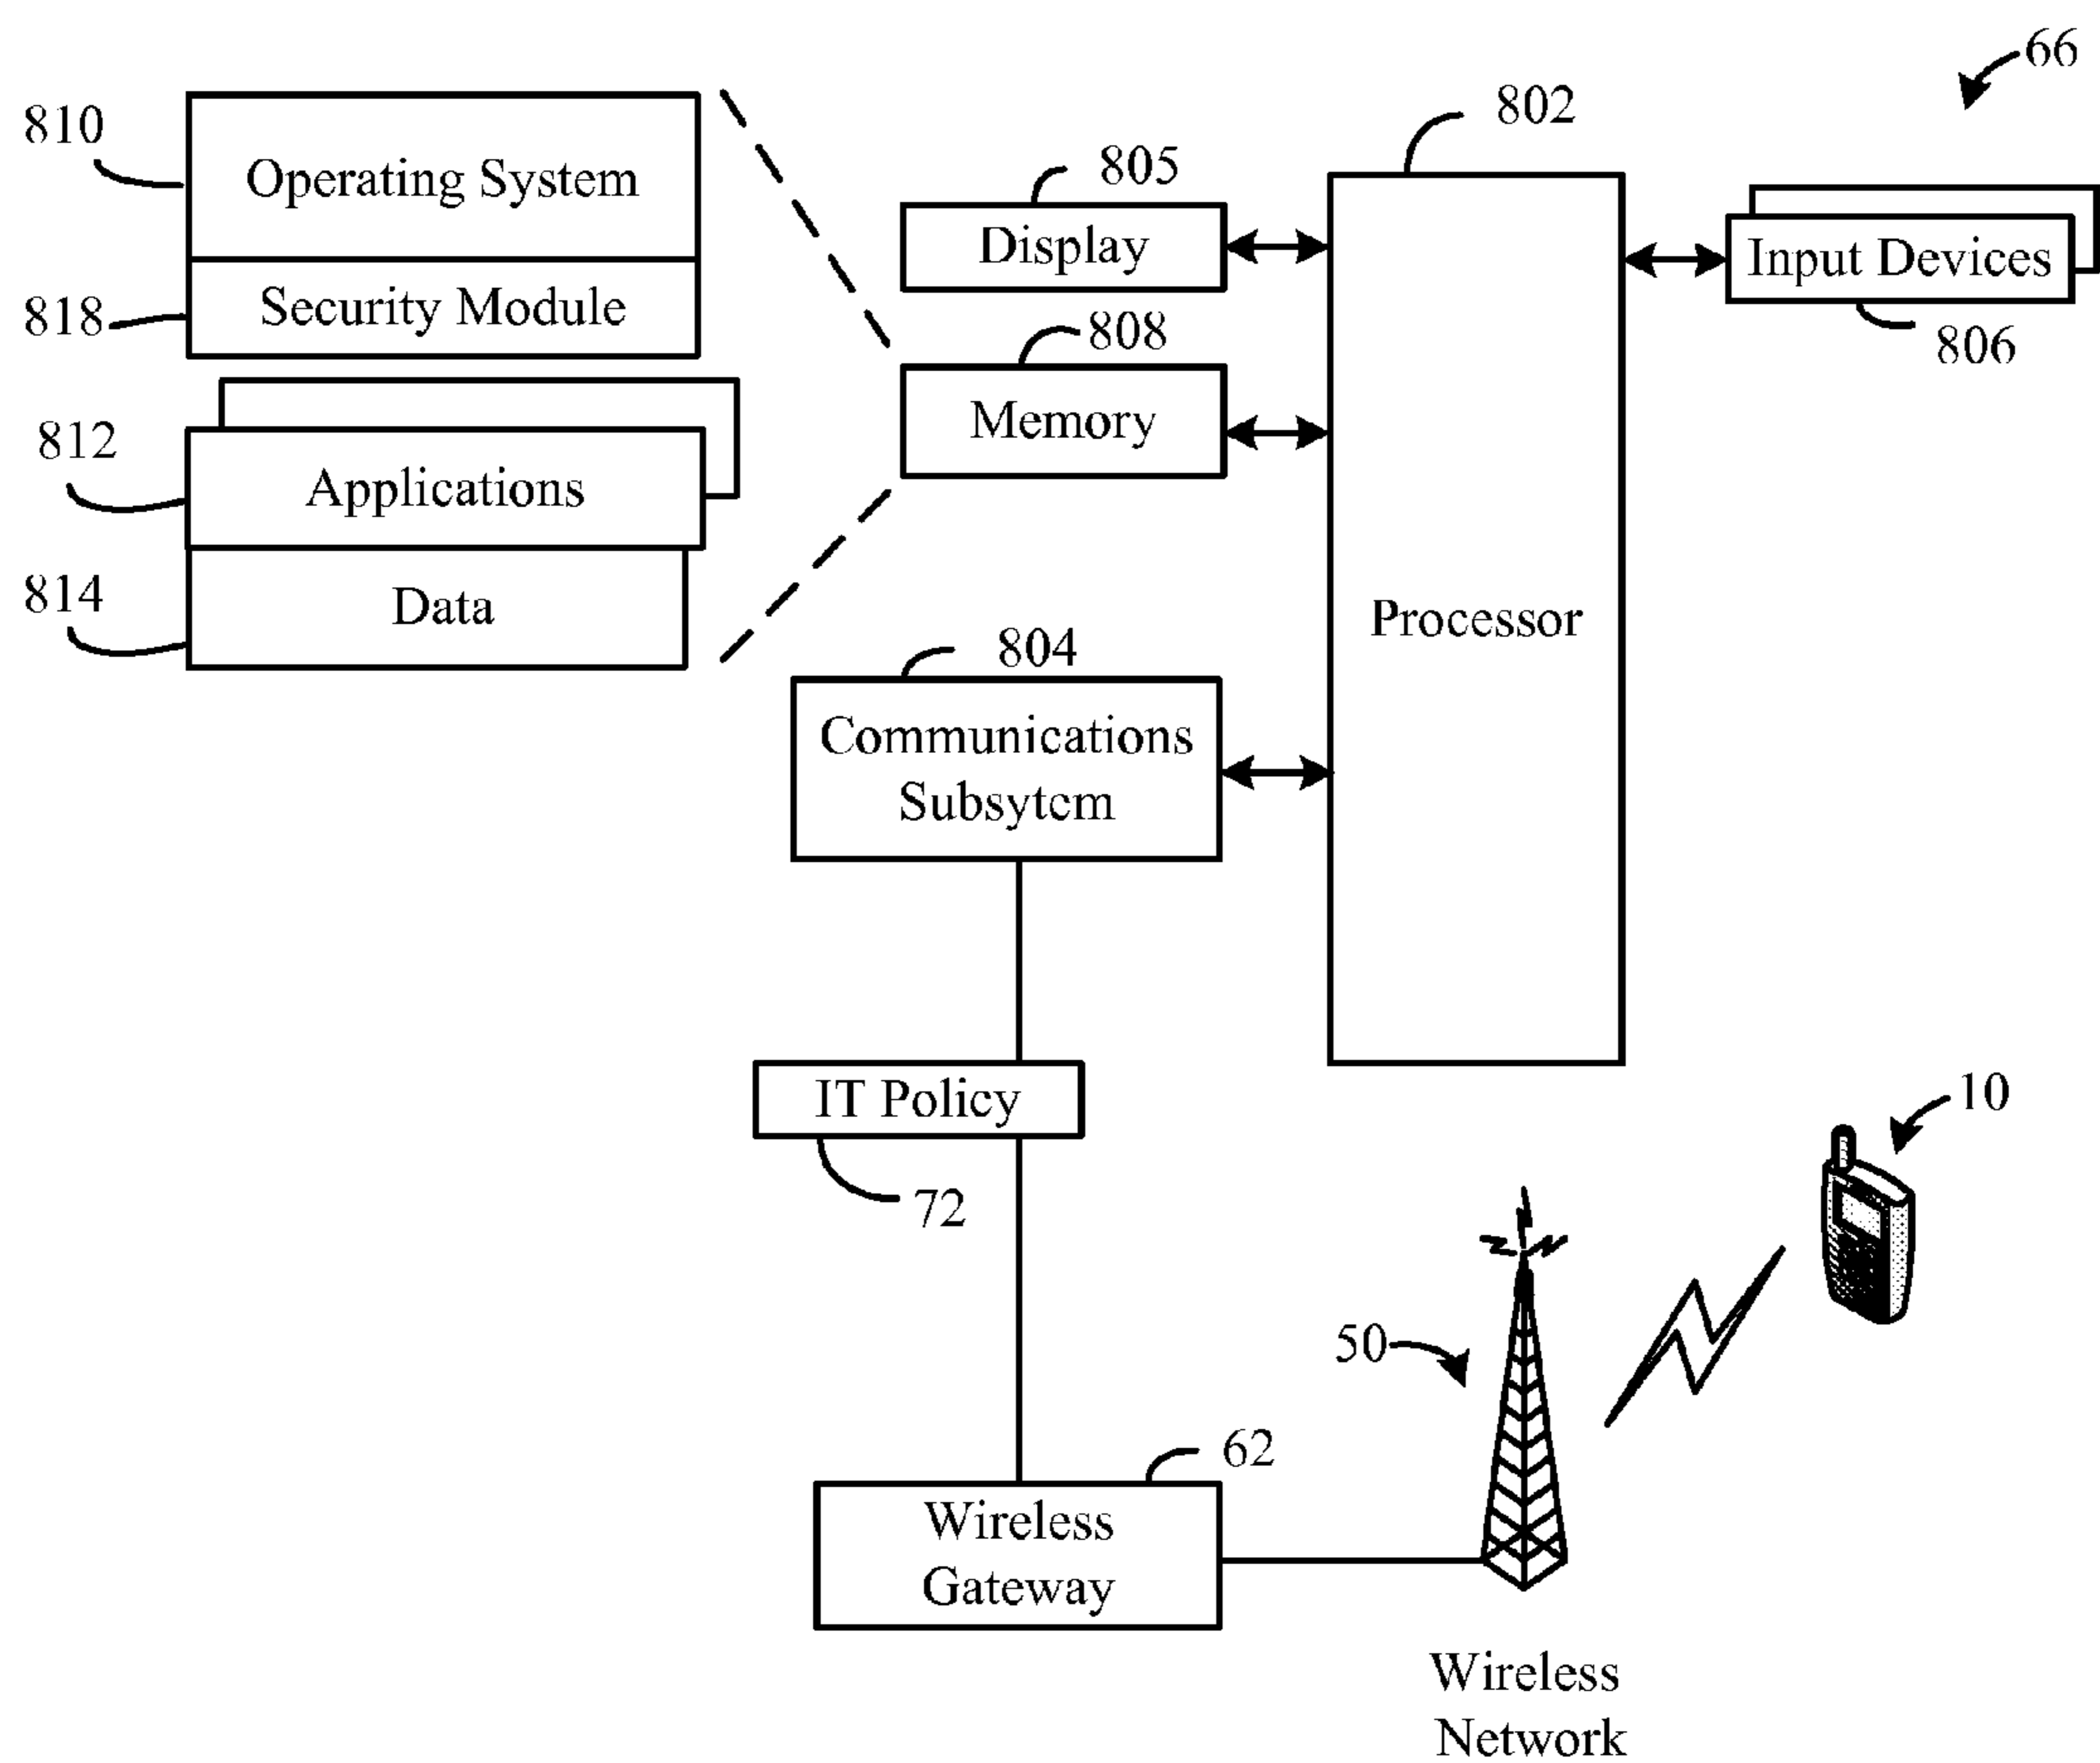 66
802
810
805
Operating System
Display
Input Devices
818
Security Module
808
806
812
Memory
Applications
814
Data
Processor
804
Communications
Subsytem
IT Policy
10
72
50
62
Wireless
Gateway
Wireless
Network